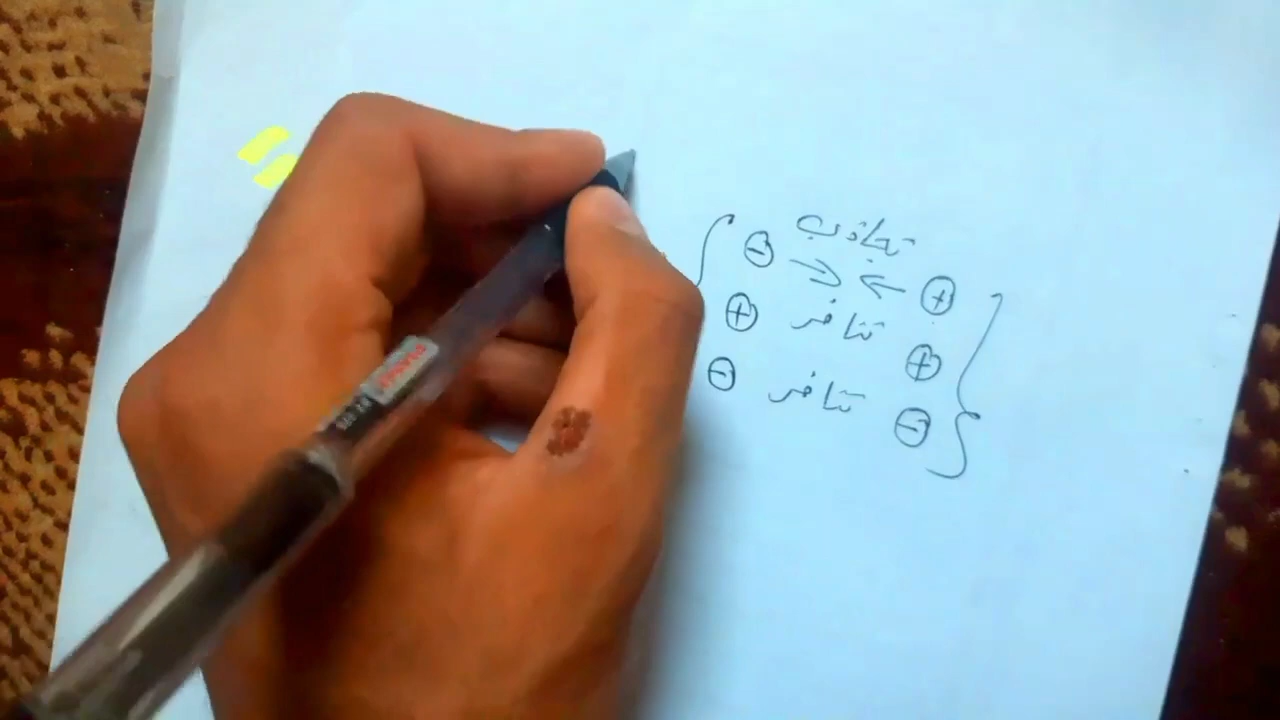 ⊕ تجاذب ⊖
→ ←
⊕ تنافر ⊕
⊖ تنافر ⊖